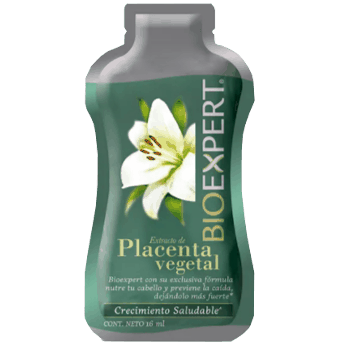 BIOEXPERT®
Extracto de
Placenta
vegetal
Bioexpert con su exclusiva fórmula
nutre tu cabello y previene la caída,
dejándolo más fuerte*
Crecimiento Saludable*
CONT. NETO 16 ml